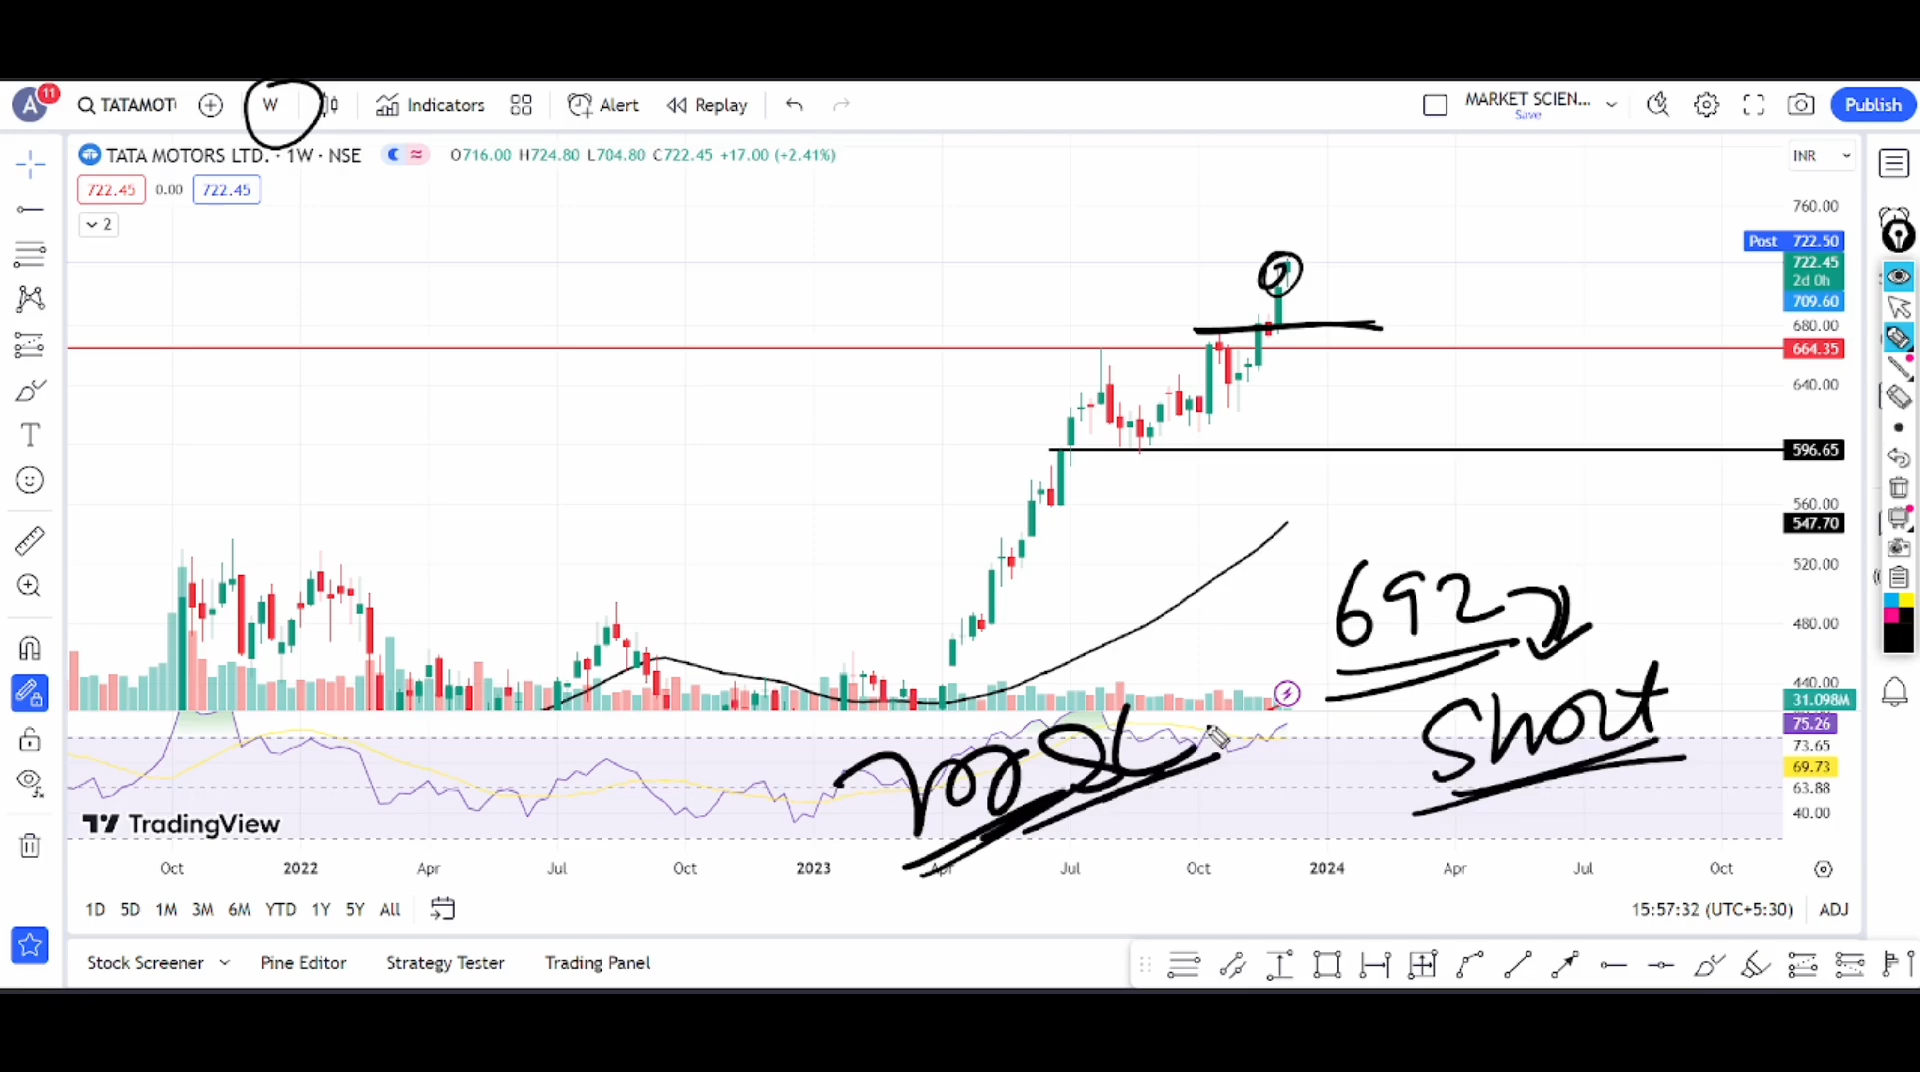 A 11 TATAMOT W Indicators Alert Replay MARKET SCIEN... Save Publish
TATA MOTORS LTD. · 1W · NSE O716.00 H724.80 L704.80 C722.45 +17.00 (+2.41%) INR
722.45 0.00 722.45
2
760.00
Post 722.50
722.45
2d 0h
709.60
680.00
664.35
640.00
596.65
560.00
547.70
520.00
480.00
440.00
31.098M
75.26
73.65
69.73
63.88
40.00
692
Short
TradingView
Oct 2022 Apr Jul Oct 2023 Apr Jul Oct 2024 Apr Jul Oct
1D 5D 1M 3M 6M YTD 1Y 5Y All 15:57:32 (UTC+5:30) ADJ
Stock Screener Pine Editor Strategy Tester Trading Panel